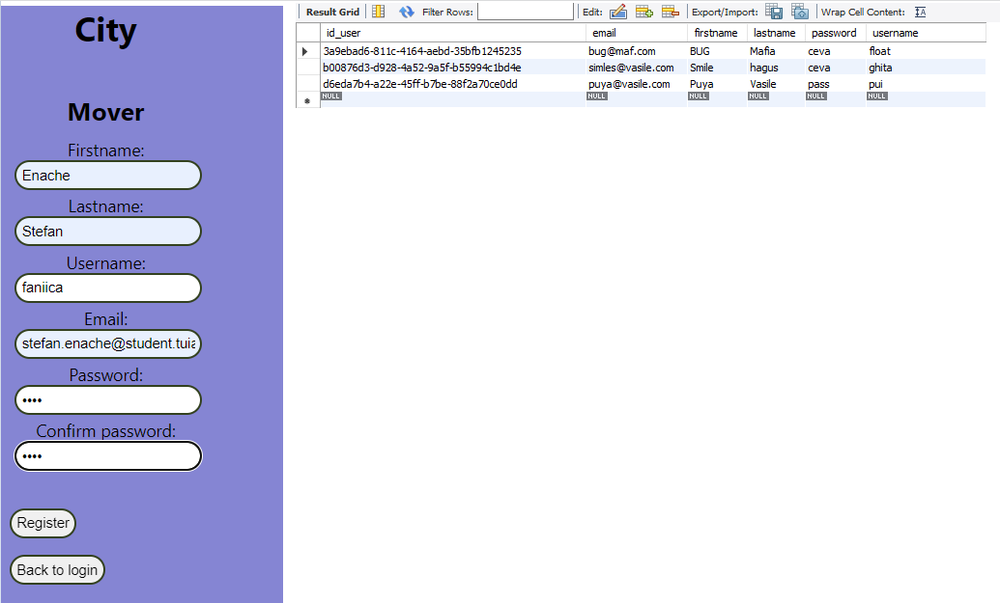 City
Mover
Firstname:
Enache
Lastname:
Stefan
Username:
faniica
Email:
stefan.enache@student.tuia
Password:
••••
Confirm password:
••••
Register
Back to login
Result Grid Filter Rows: Edit: Export/Import: Wrap Cell Content:
id_user email firstname lastname password username
3a9ebad6-811c-4164-aebd-35bfb1245235 bug@maf.com BUG Mafia ceva float
b00876d3-d928-4a52-9a5f-b55994c1bd4e simles@vasile.com Smile hagus ceva ghita
d6eda7b4-a22e-45ff-b7be-88f2a70ce0dd puya@vasile.com Puya Vasile pass pui
NULL NULL NULL NULL NULL NULL